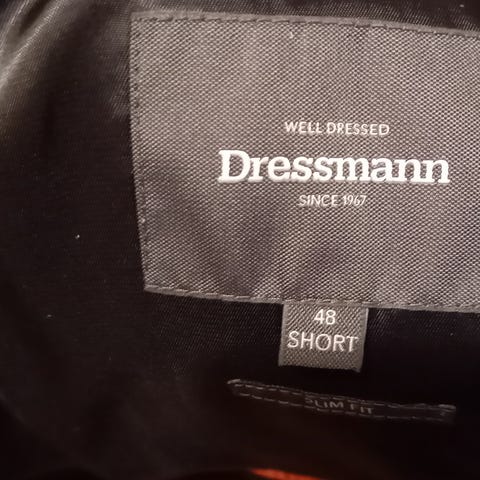 WELL DRESSED
Dressmann
SINCE 1967
48
SHORT
SLIM FIT